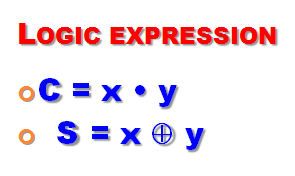 LOGIC EXPRESSION
C = x • y
S = x ⊕ y